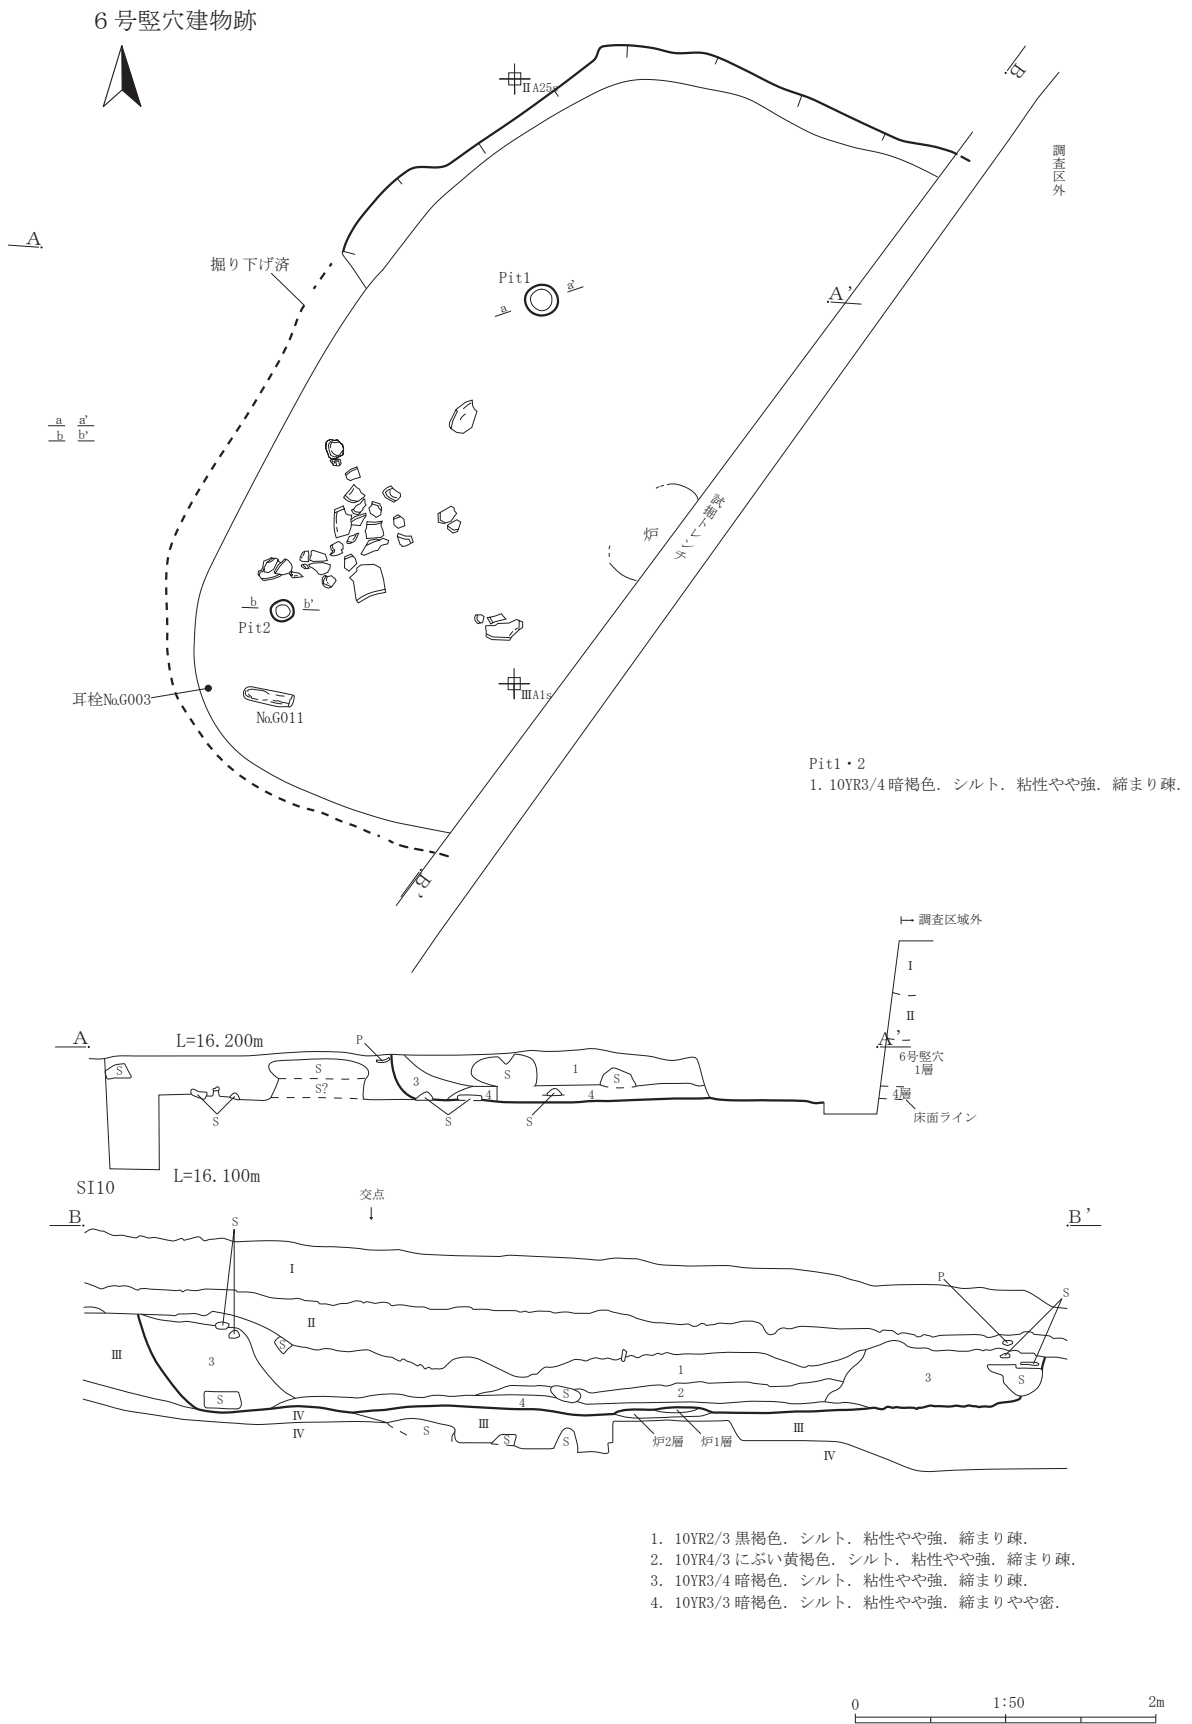 6号竪穴建物跡
ⅡA25s
B
調査区外
A
掘り下げ済
Pit1
a
a'
A'
a a'
b b'
試掘トレンチ
炉
b
b'
Pit2
ⅢA1s
耳栓№G003
№G011
Pit1・2
1. 10YR3/4 暗褐色．シルト．粘性やや強．締まり疎．
B'
調査区域外
Ⅰ
Ⅱ
A
L=16.200m
P
A'
6号竪穴
1層
S
S
S?
3
S
1
S
4
4
4層
床面ライン
S
S
S
L=16.100m
SI10
交点
B
S
B'
Ⅰ
P
S
Ⅱ
S
Ⅲ
3
1
3
S
S
4
S
2
Ⅳ
Ⅳ
S
Ⅲ
S
S
炉2層
炉1層
Ⅲ
Ⅳ
1. 10YR2/3 黒褐色．シルト．粘性やや強．締まり疎．
2. 10YR4/3 にぶい黄褐色．シルト．粘性やや強．締まり疎．
3. 10YR3/4 暗褐色．シルト．粘性やや強．締まり疎．
4. 10YR3/3 暗褐色．シルト．粘性やや強．締まりやや密．
0 1:50 2m